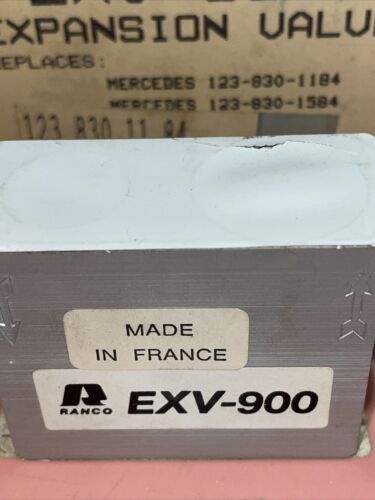 EXPANSION VALV
REPLACES:
MERCEDES 123-830-1184
MERCEDES 123-830-1584
123 830 11 84
MADE
IN FRANCE
R
RANCO
EXV-900